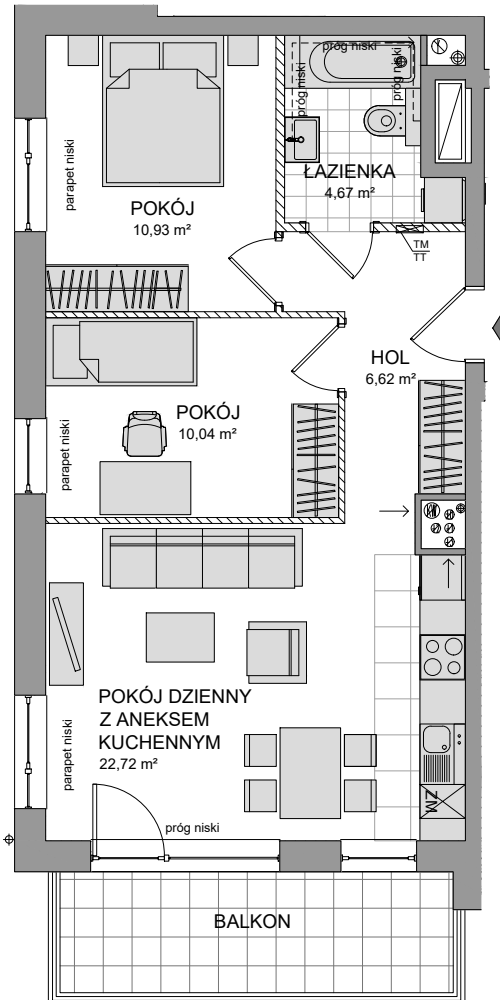 próg niski
próg niski
próg niski
parapet niski
POKÓJ
10,93 m²
ŁAZIENKA
4,67 m²
TM
TT
HOL
6,62 m²
POKÓJ
10,04 m²
parapet niski
POKÓJ DZIENNY
Z ANEKSEM
KUCHENNYM
22,72 m²
parapet niski
ZM
próg niski
BALKON